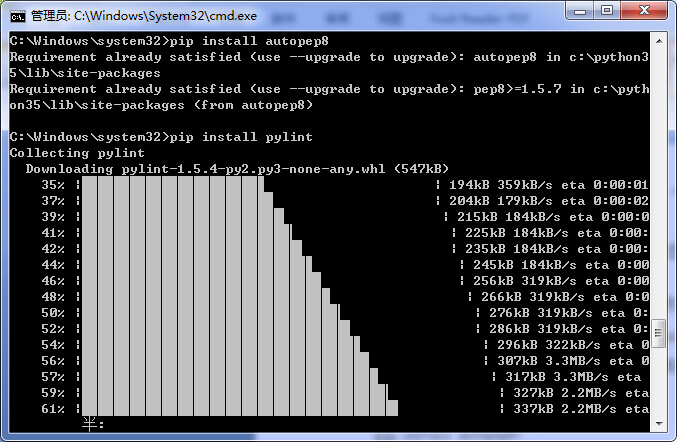 管理员: C:\Windows\System32\cmd.exe
C:\Windows\system32>pip install autopep8
Requirement already satisfied (use --upgrade to upgrade): autopep8 in c:\python3
5\lib\site-packages
Requirement already satisfied (use --upgrade to upgrade): pep8>=1.5.7 in c:\pyth
on35\lib\site-packages (from autopep8)
C:\Windows\system32>pip install pylint
Collecting pylint
Downloading pylint-1.5.4-py2.py3-none-any.whl (547kB)
35% | | 194kB 359kB/s eta 0:00:01
37% | | 204kB 179kB/s eta 0:00:02
39% | | 215kB 184kB/s eta 0:00:0
41% | | 225kB 184kB/s eta 0:00:
42% | | 235kB 184kB/s eta 0:00:
44% | | 245kB 184kB/s eta 0:00
46% | | 256kB 319kB/s eta 0:00
48% | | 266kB 319kB/s eta 0:0
50% | | 276kB 319kB/s eta 0:
52% | | 286kB 319kB/s eta 0:
54% | | 296kB 322kB/s eta 0:
56% | | 307kB 3.3MB/s eta 0
57% | | 317kB 3.3MB/s eta
59% | | 327kB 2.2MB/s eta
61% | | 337kB 2.2MB/s eta
半: